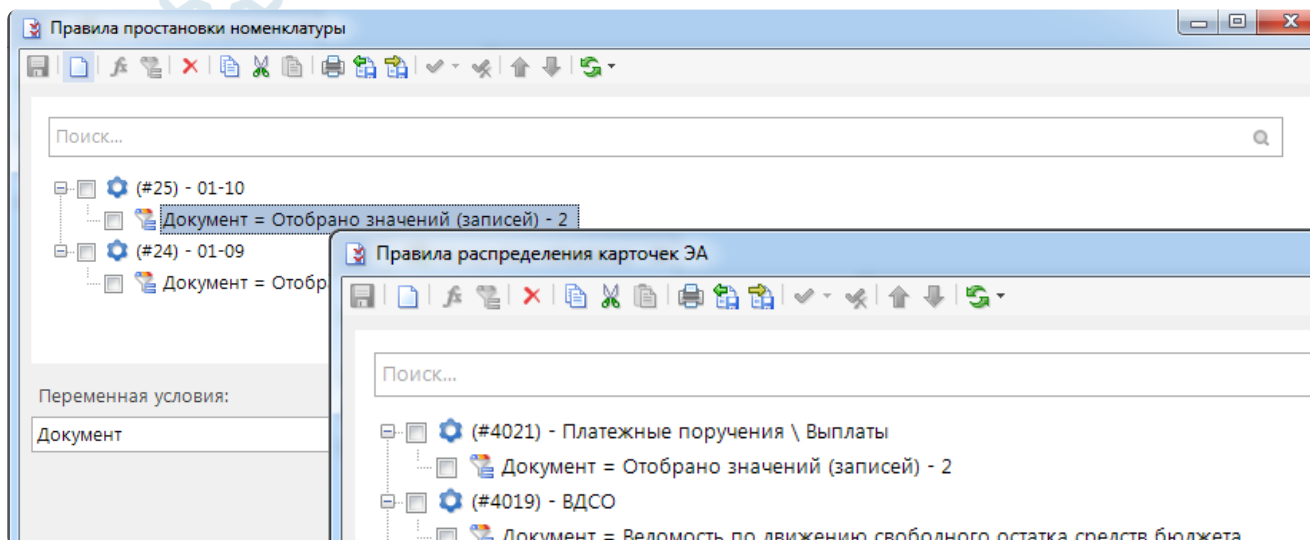 Правила простановки номенклатуры
Поиск...
(#25) - 01-10
Документ = Отобрано значений (записей) - 2
(#24) - 01-09
Документ = Отобр
Переменная условия:
Документ
Правила распределения карточек ЭА
Поиск...
(#4021) - Платежные поручения \ Выплаты
Документ = Отобрано значений (записей) - 2
(#4019) - ВДСО
Документ = Ведомость по движению свободного остатка средств бюджета